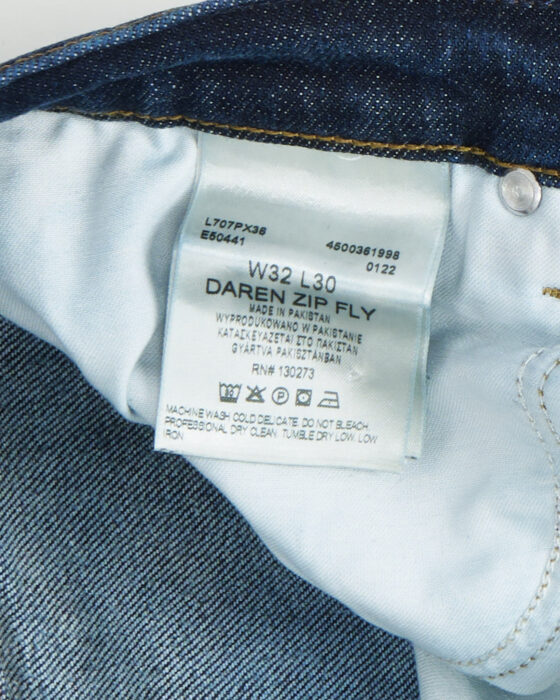 L707PX36
E50441
4500361998
0122
W32 L30
DAREN ZIP FLY
MADE IN PAKISTAN
WYPRODUKOWANO W PAKISTANIE
ΚΑΤΑΣΚΕΥΑΖΕΤΑΙ ΣΤΟ ΠΑΚΙΣΤΑΝ
GYÁRTVA PAKISZTÁNBAN
RN# 130273
MACHINE WASH COLD DELICATE. DO NOT BLEACH.
PROFESSIONAL DRY CLEAN. TUMBLE DRY LOW. LOW
IRON